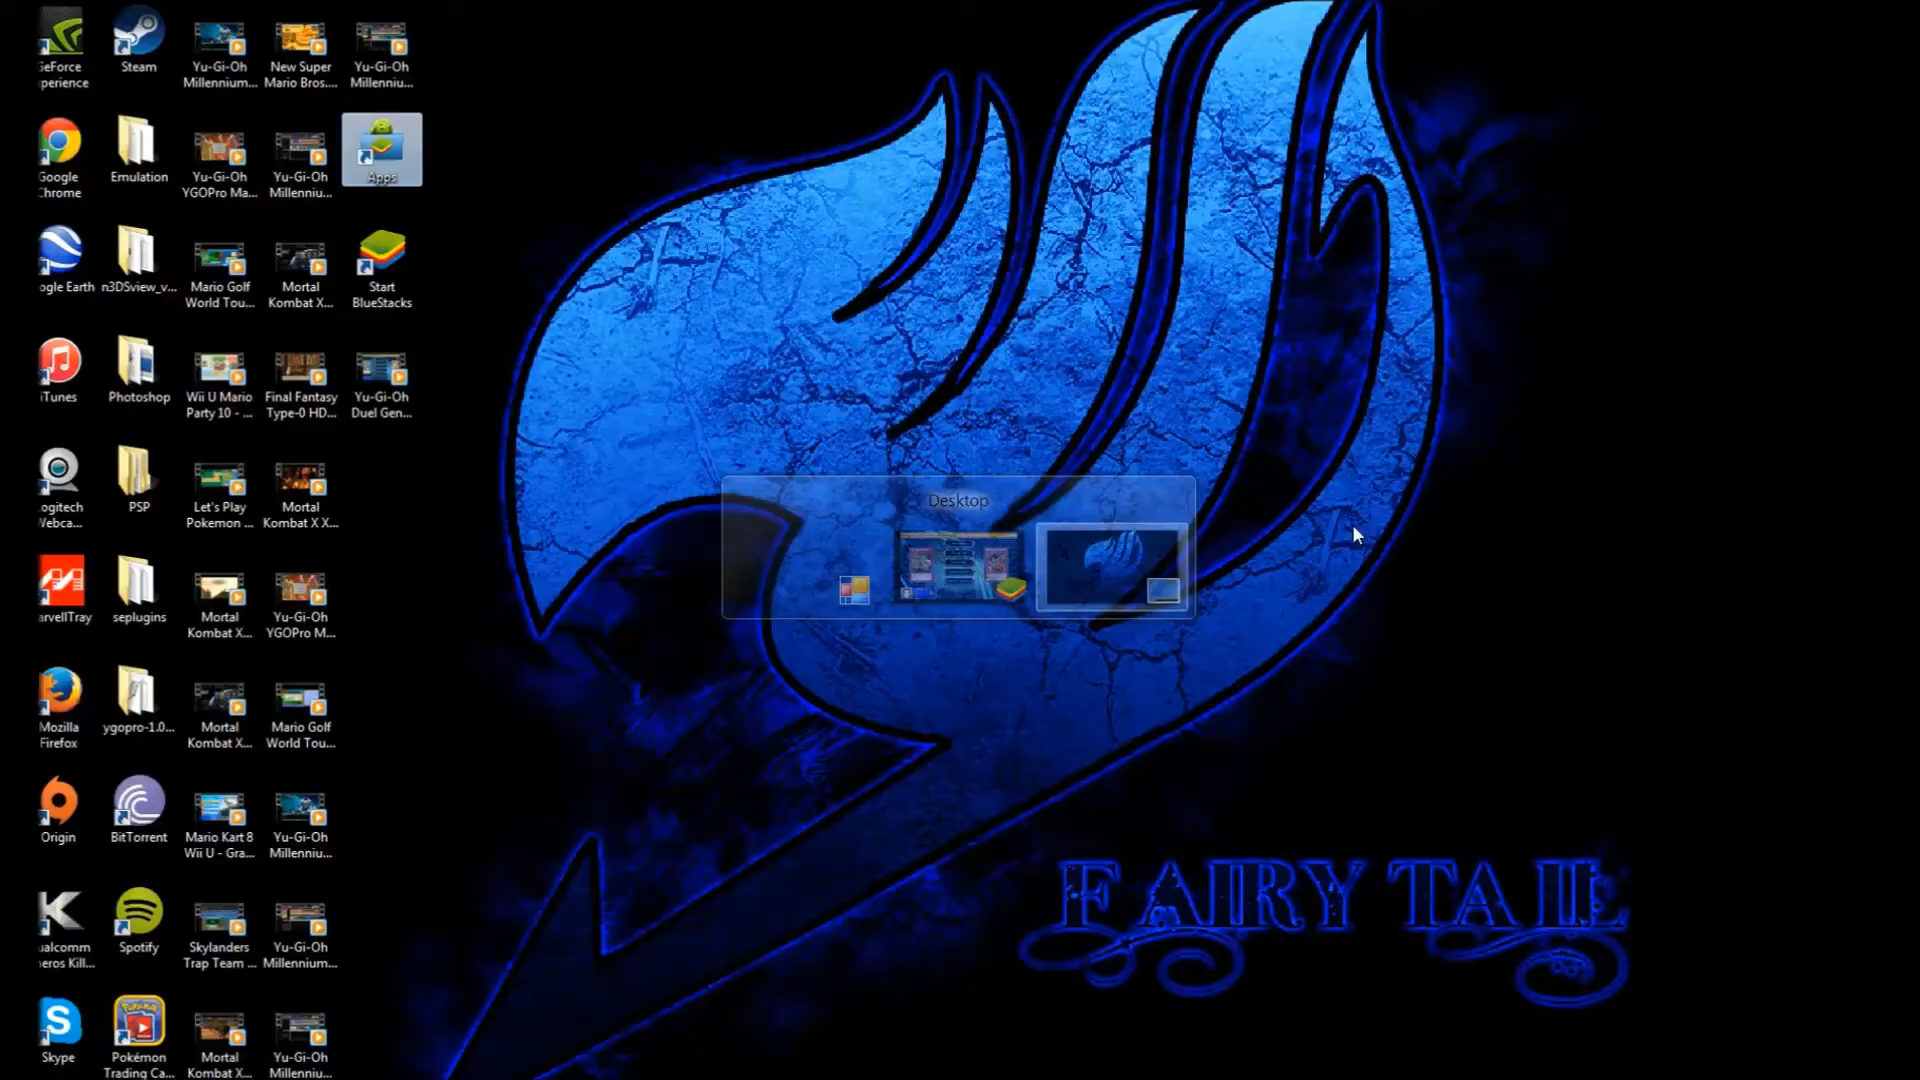 GeForce
xperience
Steam
Yu-Gi-Oh
Millennium...
New Super
Mario Bros....
Yu-Gi-Oh
Millenniu...
Google
Chrome
Emulation
Yu-Gi-Oh
YGOPro Ma...
Yu-Gi-Oh
Millenniu...
Apps
ogle Earth
n3DSview_v...
Mario Golf
World Tou...
Mortal
Kombat X...
Start
BlueStacks
iTunes
Photoshop
Wii U Mario
Party 10 - ...
Final Fantasy
Type-0 HD...
Yu-Gi-Oh
Duel Gen...
ogitech
Webca...
PSP
Let's Play
Pokemon ...
Mortal
Kombat X X...
Desktop
arvellTray
seplugins
Mortal
Kombat X...
Yu-Gi-Oh
YGOPro M...
Mozilla
Firefox
ygopro-1.0...
Mortal
Kombat X...
Mario Golf
World Tou...
Origin
BitTorrent
Mario Kart 8
Wii U - Gra...
Yu-Gi-Oh
Millenniu...
ualcomm
heros Kill...
Spotify
Skylanders
Trap Team ...
Yu-Gi-Oh
Millennium...
FAIRY TAIL
Skype
Pokémon
Trading Ca...
Mortal
Kombat X...
Yu-Gi-Oh
Millenniu...